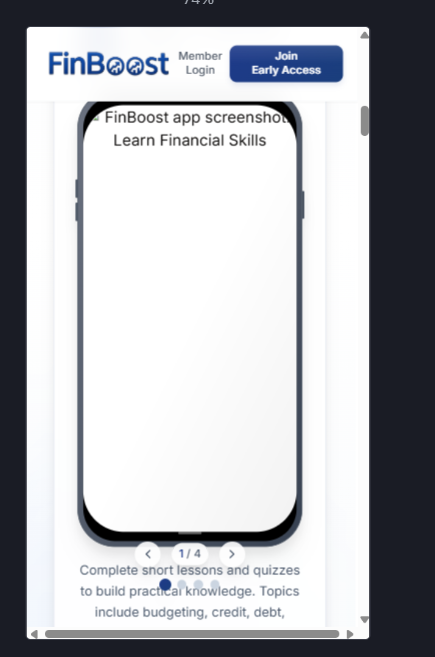 74%
FinBoost
Member
Login
Join
Early Access
FinBoost app screenshot:
Learn Financial Skills
1 / 4
Complete short lessons and quizzes
to build practical knowledge. Topics
include budgeting, credit, debt,